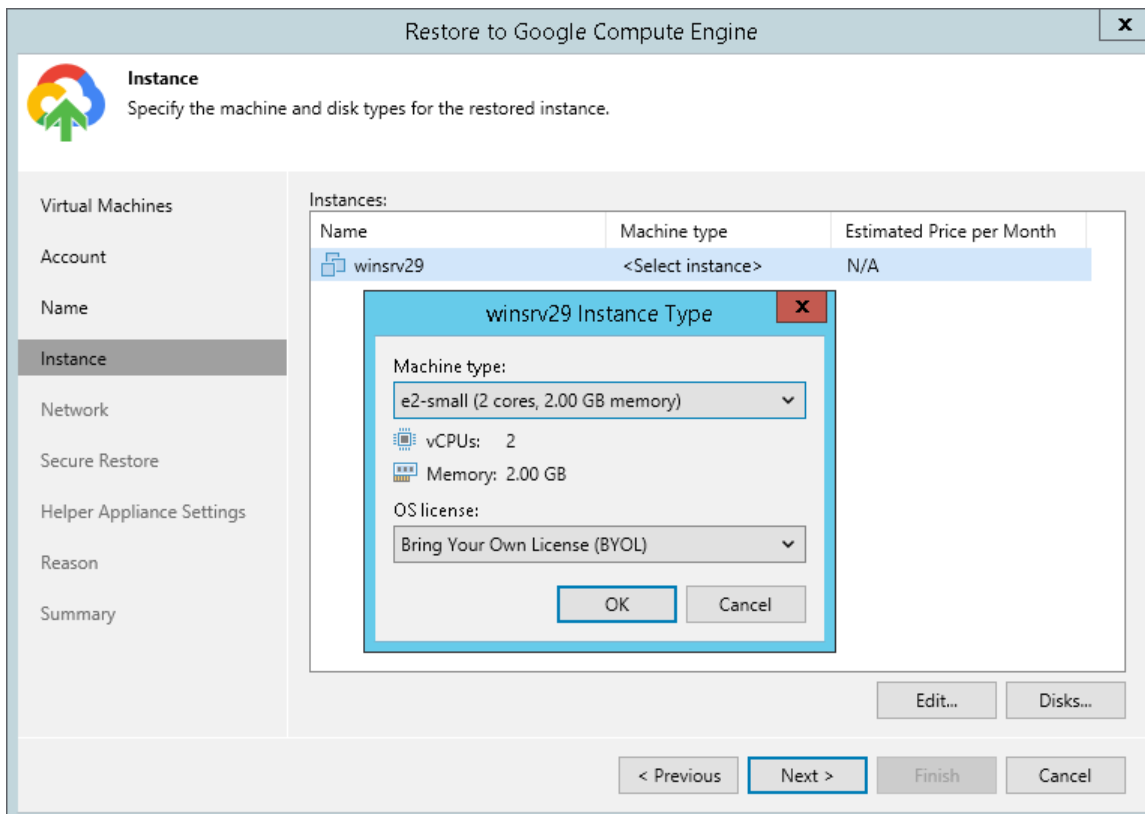 Restore to Google Compute Engine
x
Instance
Specify the machine and disk types for the restored instance.
Virtual Machines
Account
Name
Instance
Network
Secure Restore
Helper Appliance Settings
Reason
Summary
Instances:
Name Machine type Estimated Price per Month
winsrv29 <Select instance> N/A
winsrv29 Instance Type
x
Machine type:
e2-small (2 cores, 2.00 GB memory)
vCPUs: 2
Memory: 2.00 GB
OS license:
Bring Your Own License (BYOL)
OK Cancel
Edit... Disks...
< Previous Next > Finish Cancel